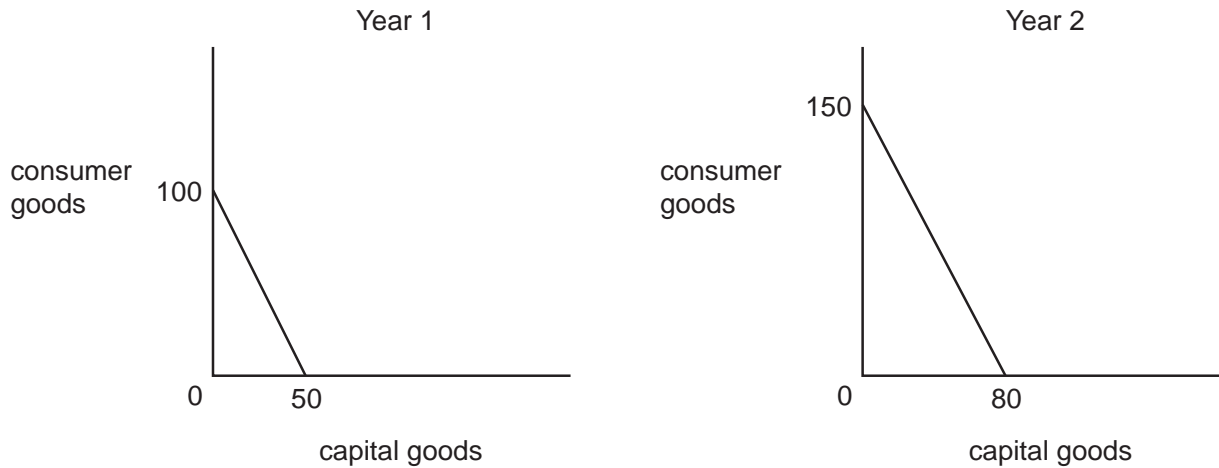 Year 1
consumer
goods
100
0
50
capital goods
Year 2
150
consumer
goods
0
80
capital goods